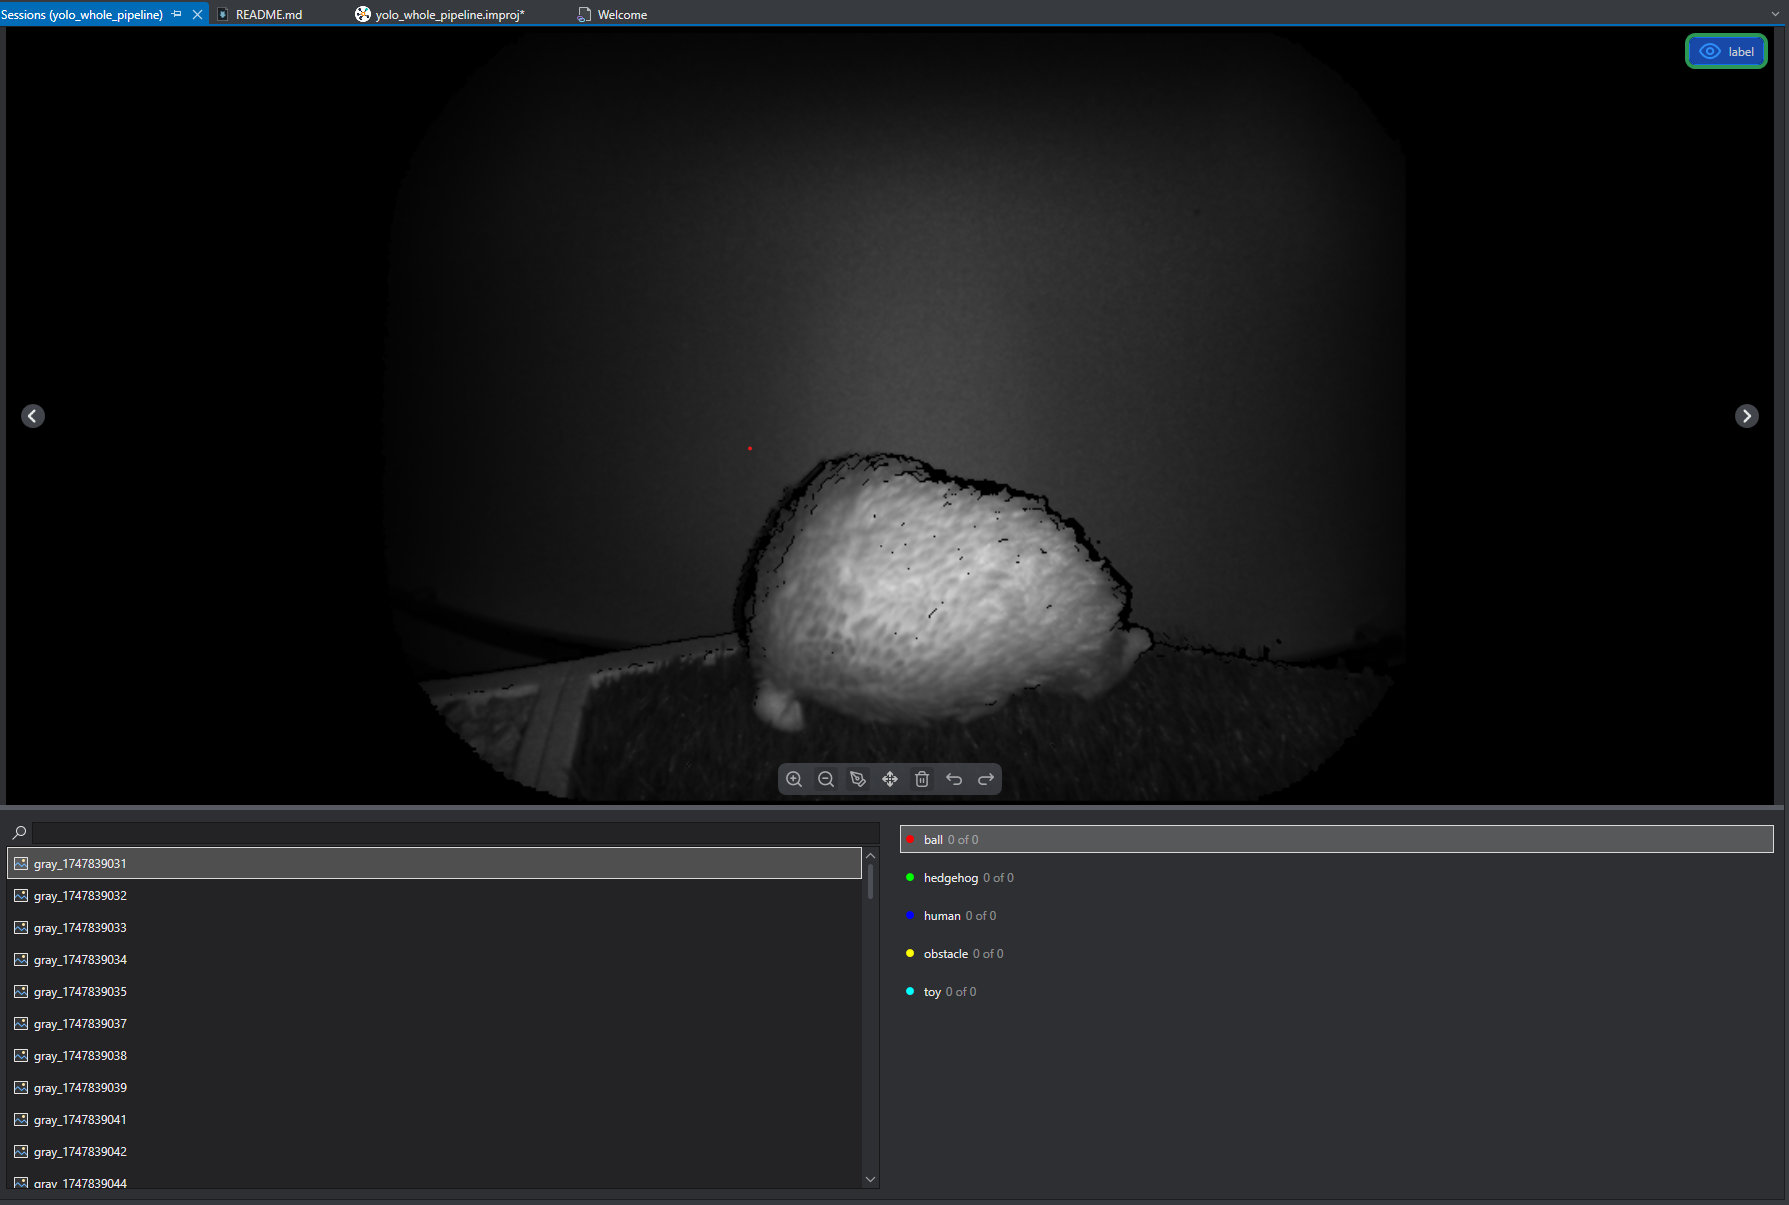 Sessions (yolo_whole_pipeline)
README.md
yolo_whole_pipeline.improj*
Welcome
label
gray_1747839031
gray_1747839032
gray_1747839033
gray_1747839034
gray_1747839035
gray_1747839037
gray_1747839038
gray_1747839039
gray_1747839041
gray_1747839042
gray_1747839044
ball 0 of 0
hedgehog 0 of 0
human 0 of 0
obstacle 0 of 0
toy 0 of 0